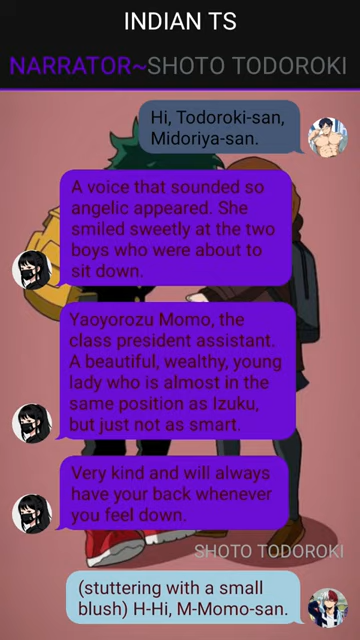 INDIAN TS
NARRATOR~SHOTO TODOROKI
Hi, Todoroki-san,
Midoriya-san.
A voice that sounded so
angelic appeared. She
smiled sweetly at the two
boys who were about to
sit down.
Yaoyorozu Momo, the
class president assistant.
A beautiful, wealthy, young
lady who is almost in the
same position as Izuku,
but just not as smart.
Very kind and will always
have your back whenever
you feel down.
SHOTO TODOROKI
(stuttering with a small
blush) H-Hi, M-Momo-san.